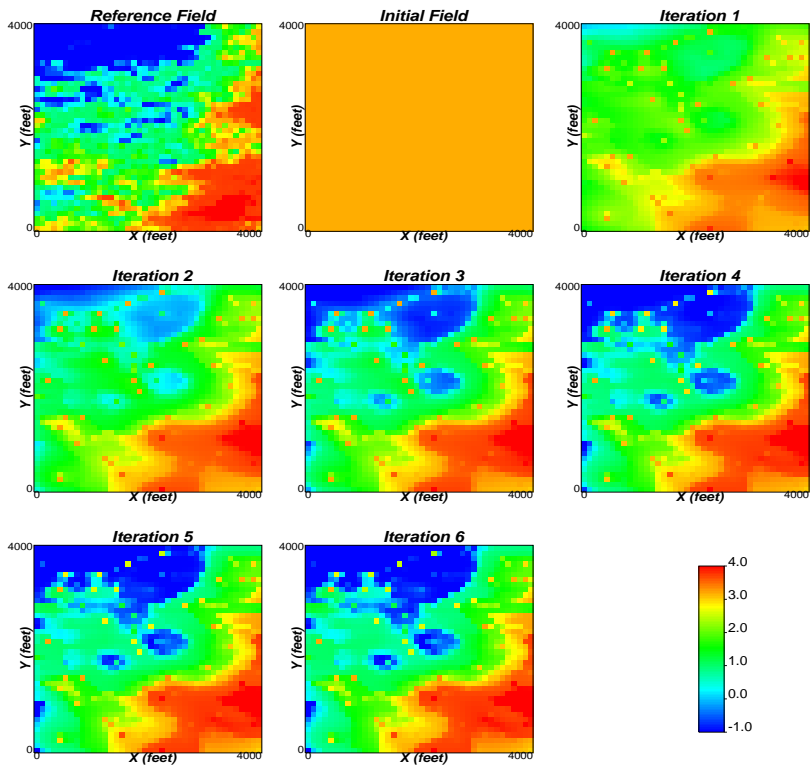 Reference Field
4000
Y (feet)
0
0
X (feet)
4000
Initial Field
4000
Y (feet)
0
0
X (feet)
4000
Iteration 1
4000
Y (feet)
0
0
X (feet)
4000
Iteration 2
4000
Y (feet)
0
0
X (feet)
4000
Iteration 3
4000
Y (feet)
0
0
X (feet)
4000
Iteration 4
4000
Y (feet)
0
0
X (feet)
4000
Iteration 5
4000
Y (feet)
0
0
X (feet)
4000
Iteration 6
4000
Y (feet)
0
0
X (feet)
4000
4.0
3.0
2.0
1.0
0.0
-1.0